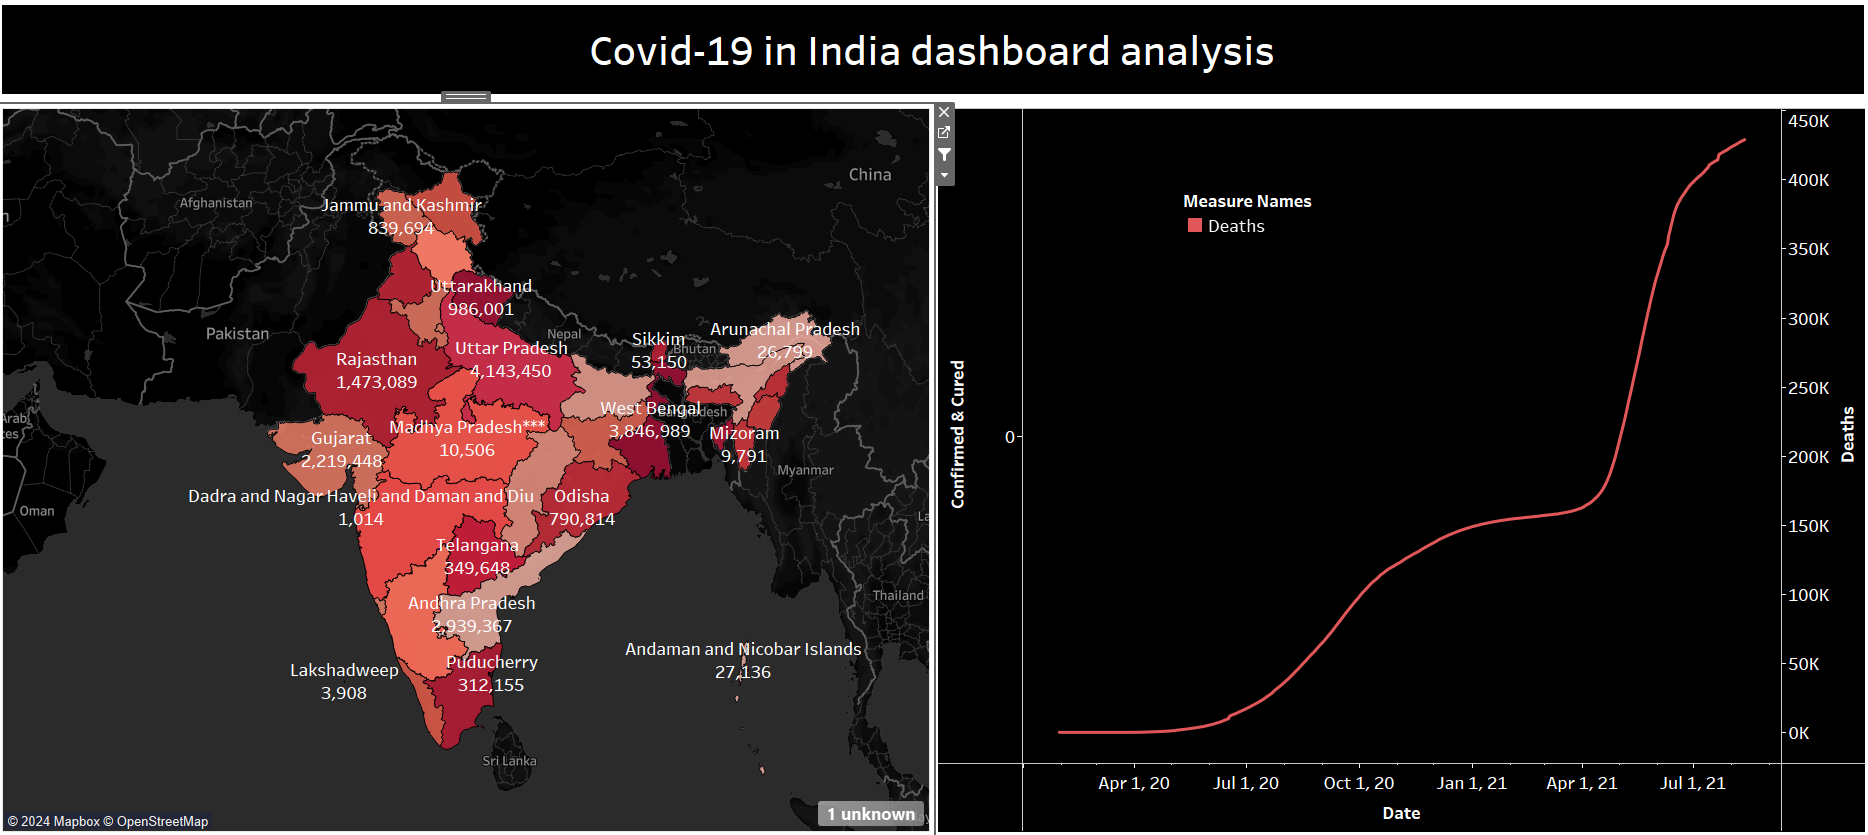 Covid-19 in India dashboard analysis
China
Afghanistan
Jammu and Kashmir
839,694
Uttarakhand
986,001
Pakistan
Nepal
Sikkim
53,150
Bhutan
Arunachal Pradesh
26,799
Rajasthan
1,473,089
Uttar Pradesh
4,143,450
West Bengal
3,846,989
Bangladesh
Madhya Pradesh***
10,506
Gujarat
2,219,448
Mizoram
9,791
Myanmar
Dadra and Nagar Haveli and Daman and Diu
1,014
Odisha
790,814
Oman
Telangana
349,648
Andhra Pradesh
2,939,367
Thailand
Lakshadweep
3,908
Puducherry
312,155
Andaman and Nicobar Islands
27,136
Sri Lanka
© 2024 Mapbox © OpenStreetMap
1 unknown
Measure Names
Deaths
Confirmed & Cured
0
450K
400K
350K
300K
250K
200K
150K
100K
50K
0K
Deaths
Apr 1, 20
Jul 1, 20
Oct 1, 20
Jan 1, 21
Apr 1, 21
Jul 1, 21
Date